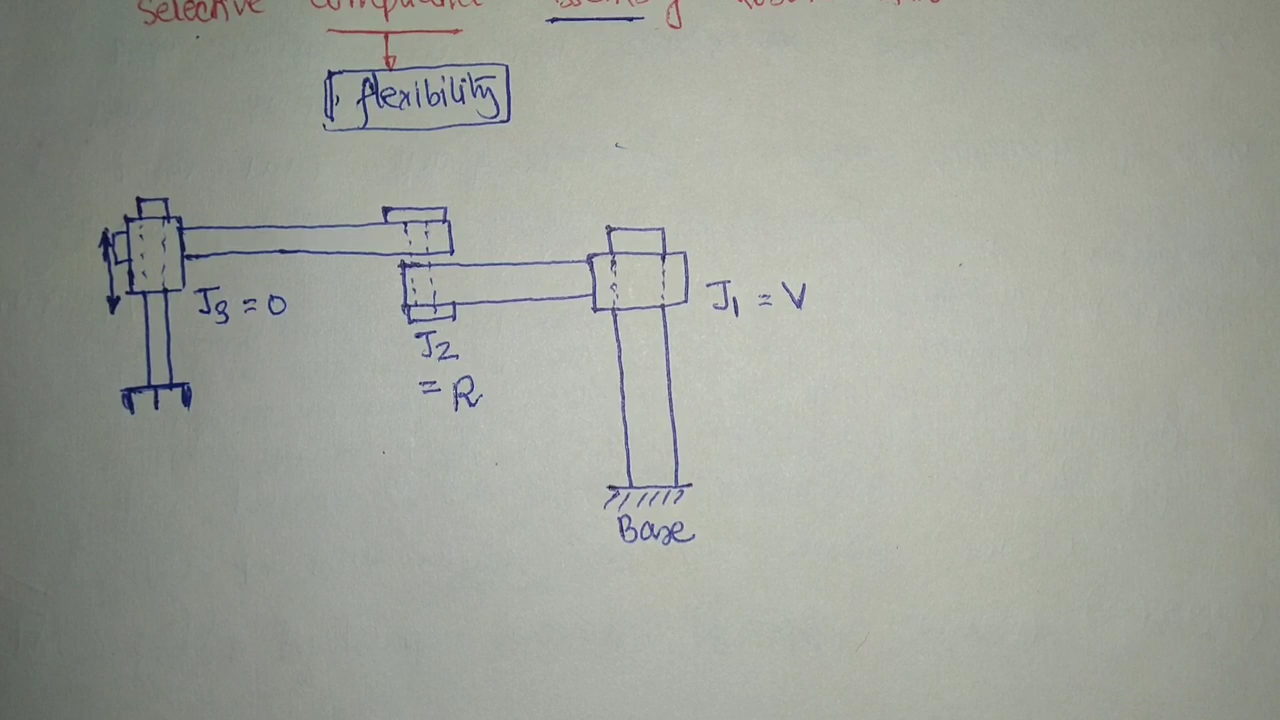 Selective
flexibility
J3 = O
J1 = V
J2
= R
Base